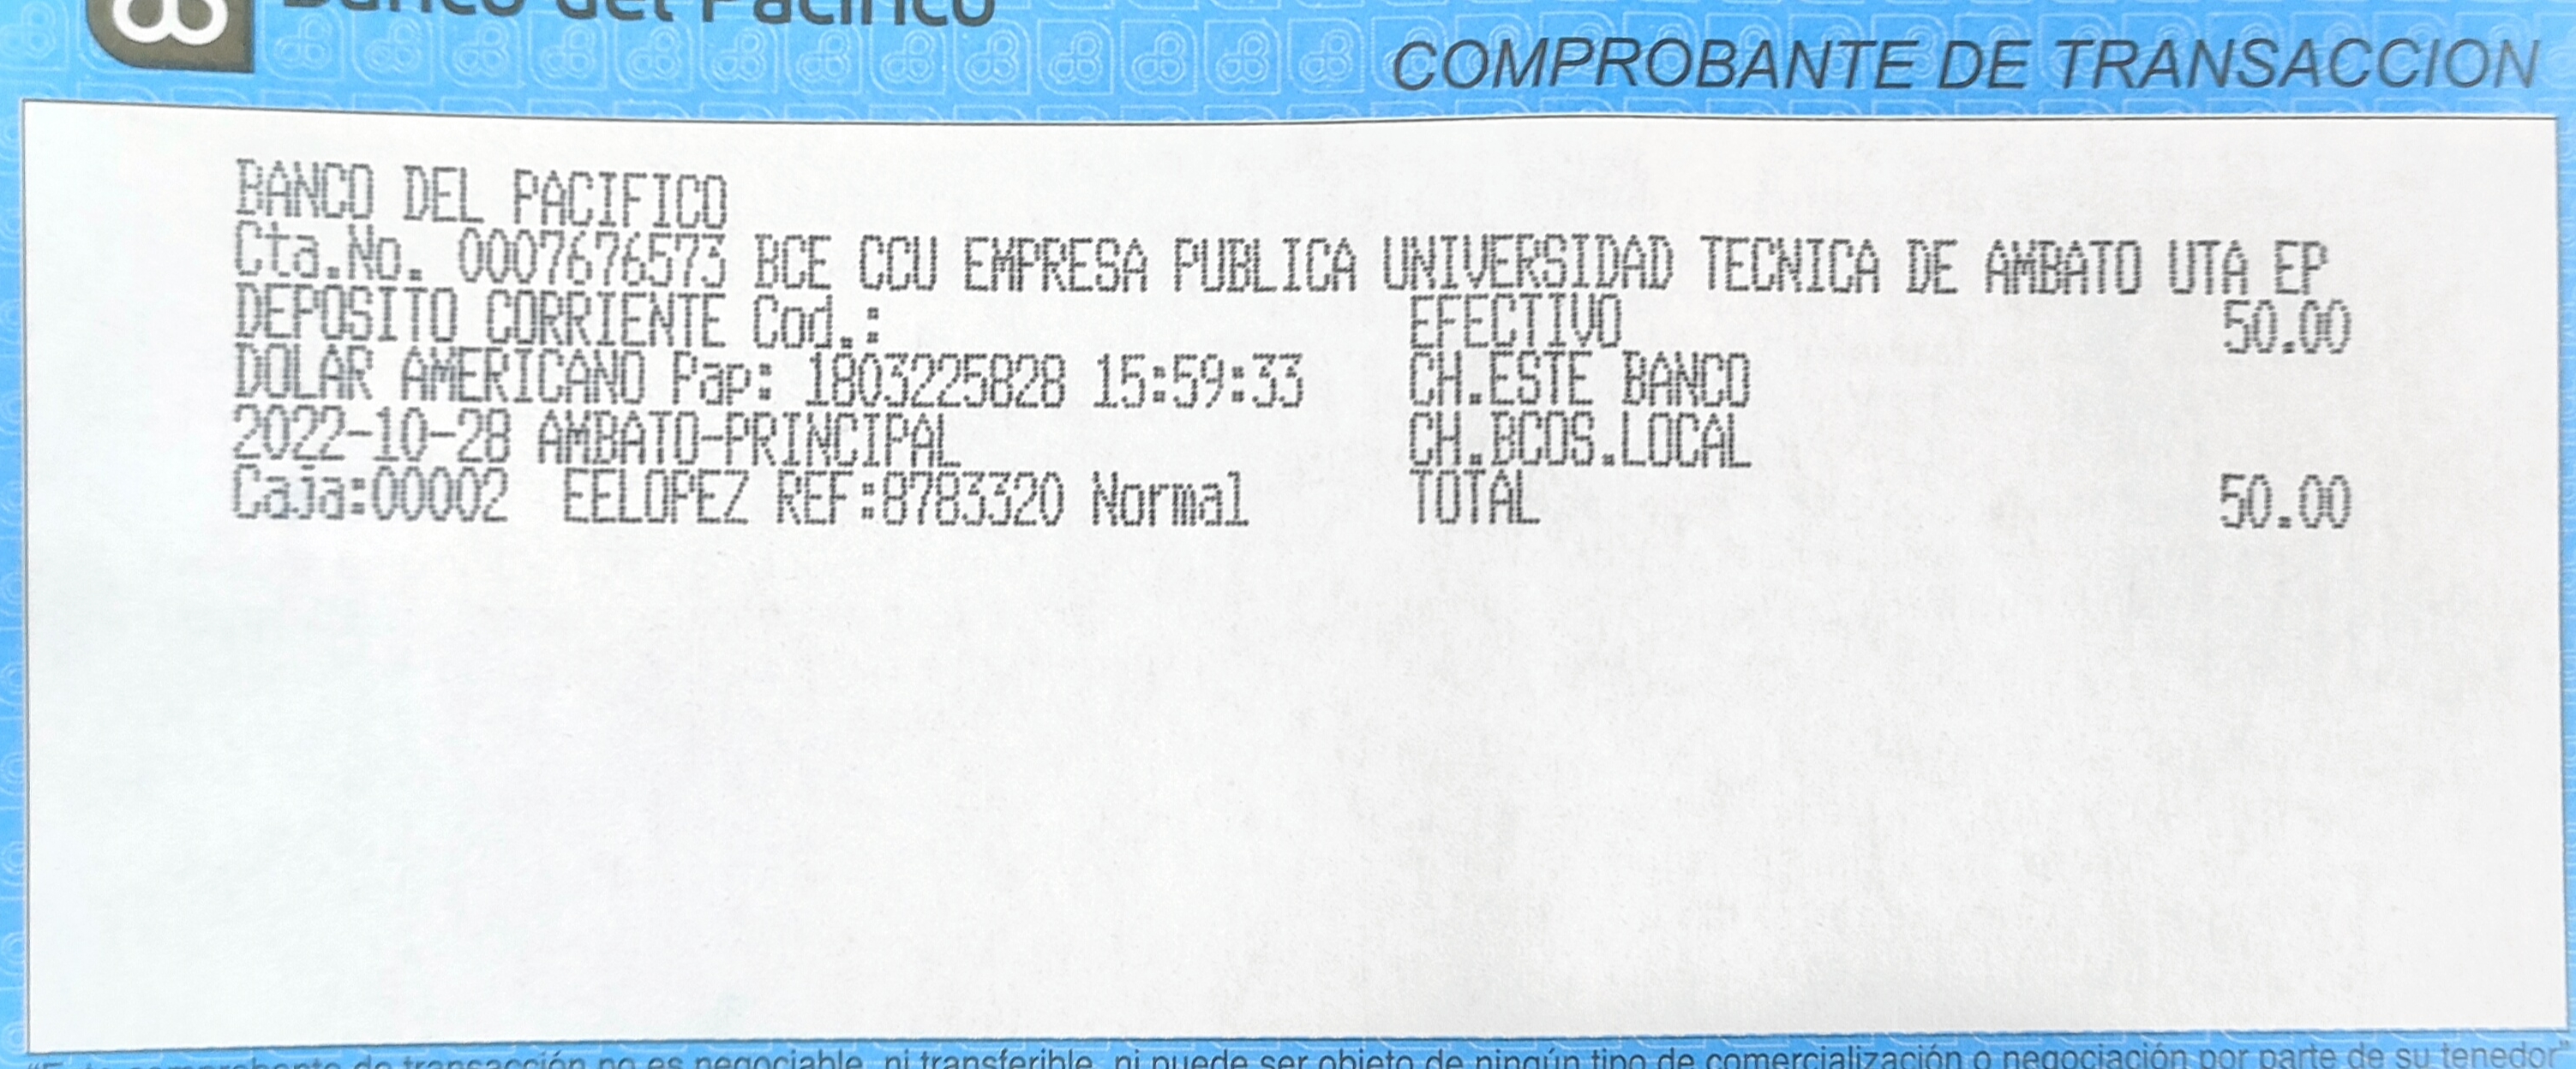 Banco del Pacífico
COMPROBANTE DE TRANSACCION
BANCO DEL PACIFICO
Cta.No. 0007676573 BCE CCU EMPRESA PUBLICA UNIVERSIDAD TECNICA DE AMBATO UTA EP
DEPOSITO CORRIENTE Cod.: EFECTIVO 50.00
DOLAR AMERICANO Pap: 1803225828 15:59:33 CH.ESTE BANCO
2022-10-28 AMBATO-PRINCIPAL CH.BCOS.LOCAL
Caja:00002 EELOPEZ REF:8783320 Normal TOTAL 50.00
"Este comprobante de transacción no es negociable, ni transferible, ni puede ser objeto de ningún tipo de comercialización o negociación por parte de su tenedor"